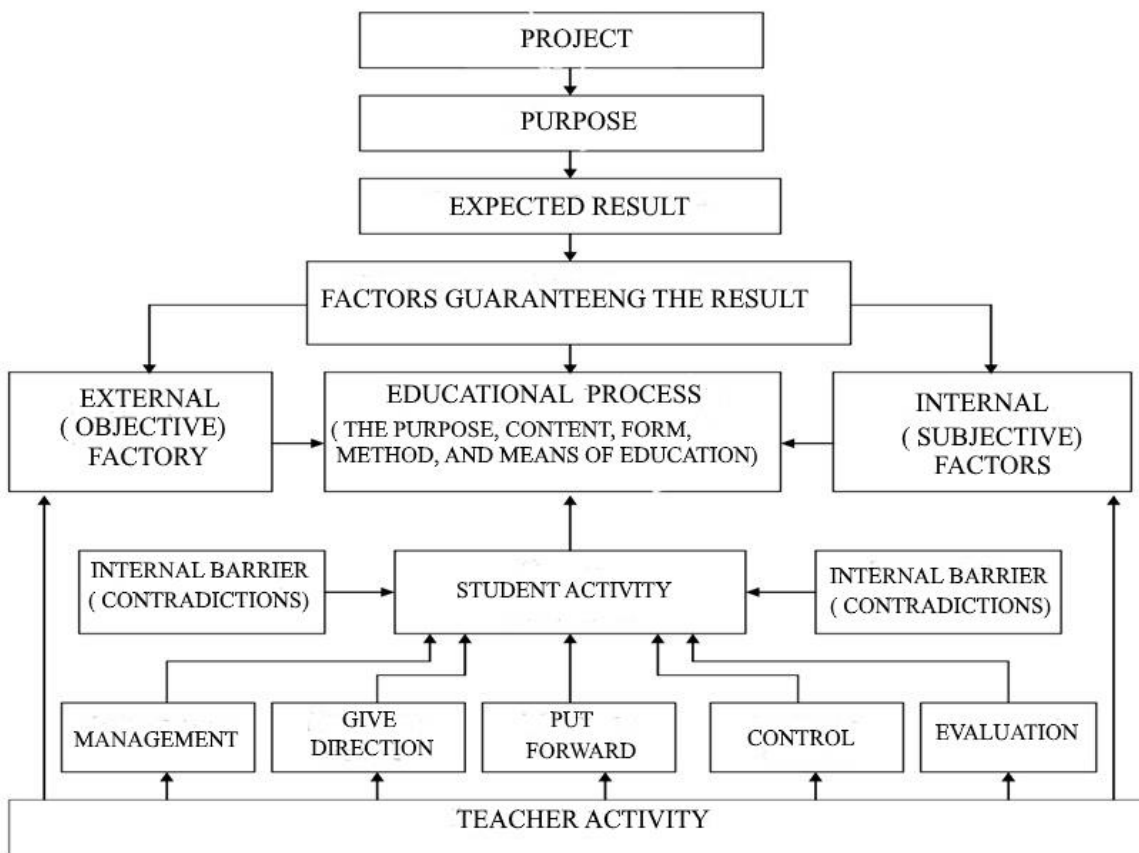 PROJECT
PURPOSE
EXPECTED RESULT
FACTORS GUARANTEENG THE RESULT
EXTERNAL
( OBJECTIVE)
FACTORY
EDUCATIONAL PROCESS
( THE PURPOSE, CONTENT, FORM,
METHOD, AND MEANS OF EDUCATION)
INTERNAL
( SUBJECTIVE)
FACTORS
INTERNAL BARRIER
( CONTRADICTIONS)
STUDENT ACTIVITY
INTERNAL BARRIER
( CONTRADICTIONS)
MANAGEMENT
GIVE
DIRECTION
PUT
FORWARD
CONTROL
EVALUATION
TEACHER ACTIVITY